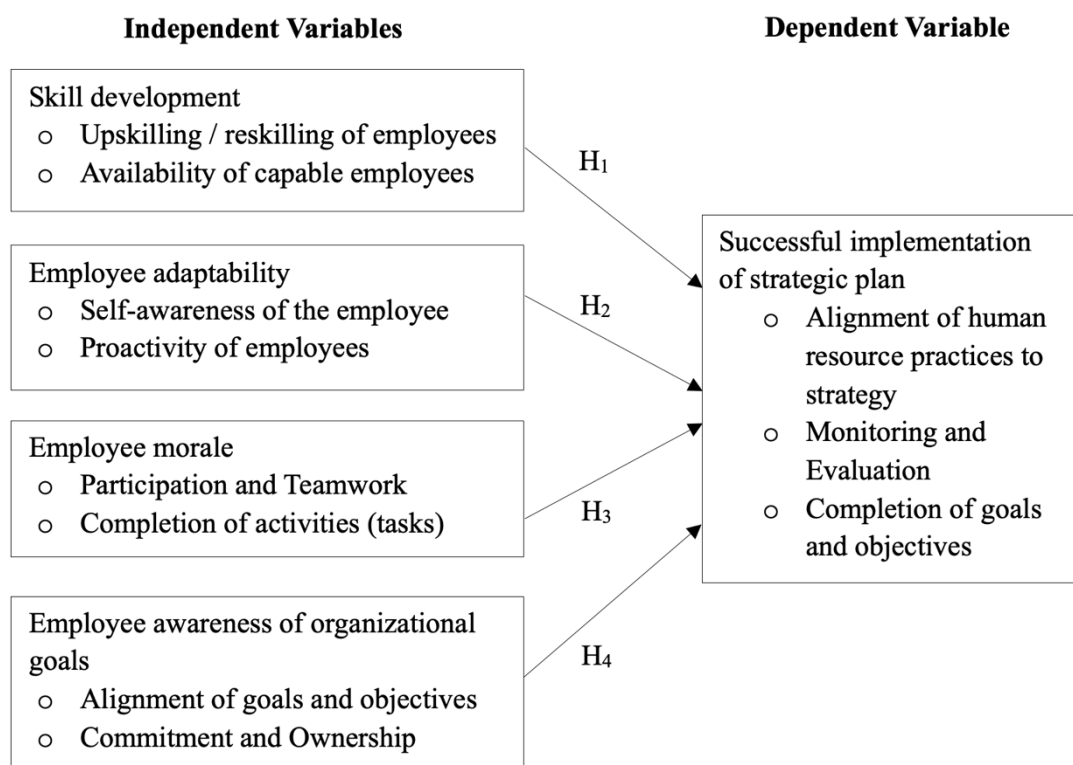 Independent Variables
Dependent Variable
Skill development
o Upskilling / reskilling of employees
o Availability of capable employees
H₁
Employee adaptability
o Self-awareness of the employee
o Proactivity of employees
H₂
Employee morale
o Participation and Teamwork
o Completion of activities (tasks)
H₃
Employee awareness of organizational
goals
o Alignment of goals and objectives
o Commitment and Ownership
H₄
Successful implementation
of strategic plan
o Alignment of human
resource practices to
strategy
o Monitoring and
Evaluation
o Completion of goals
and objectives